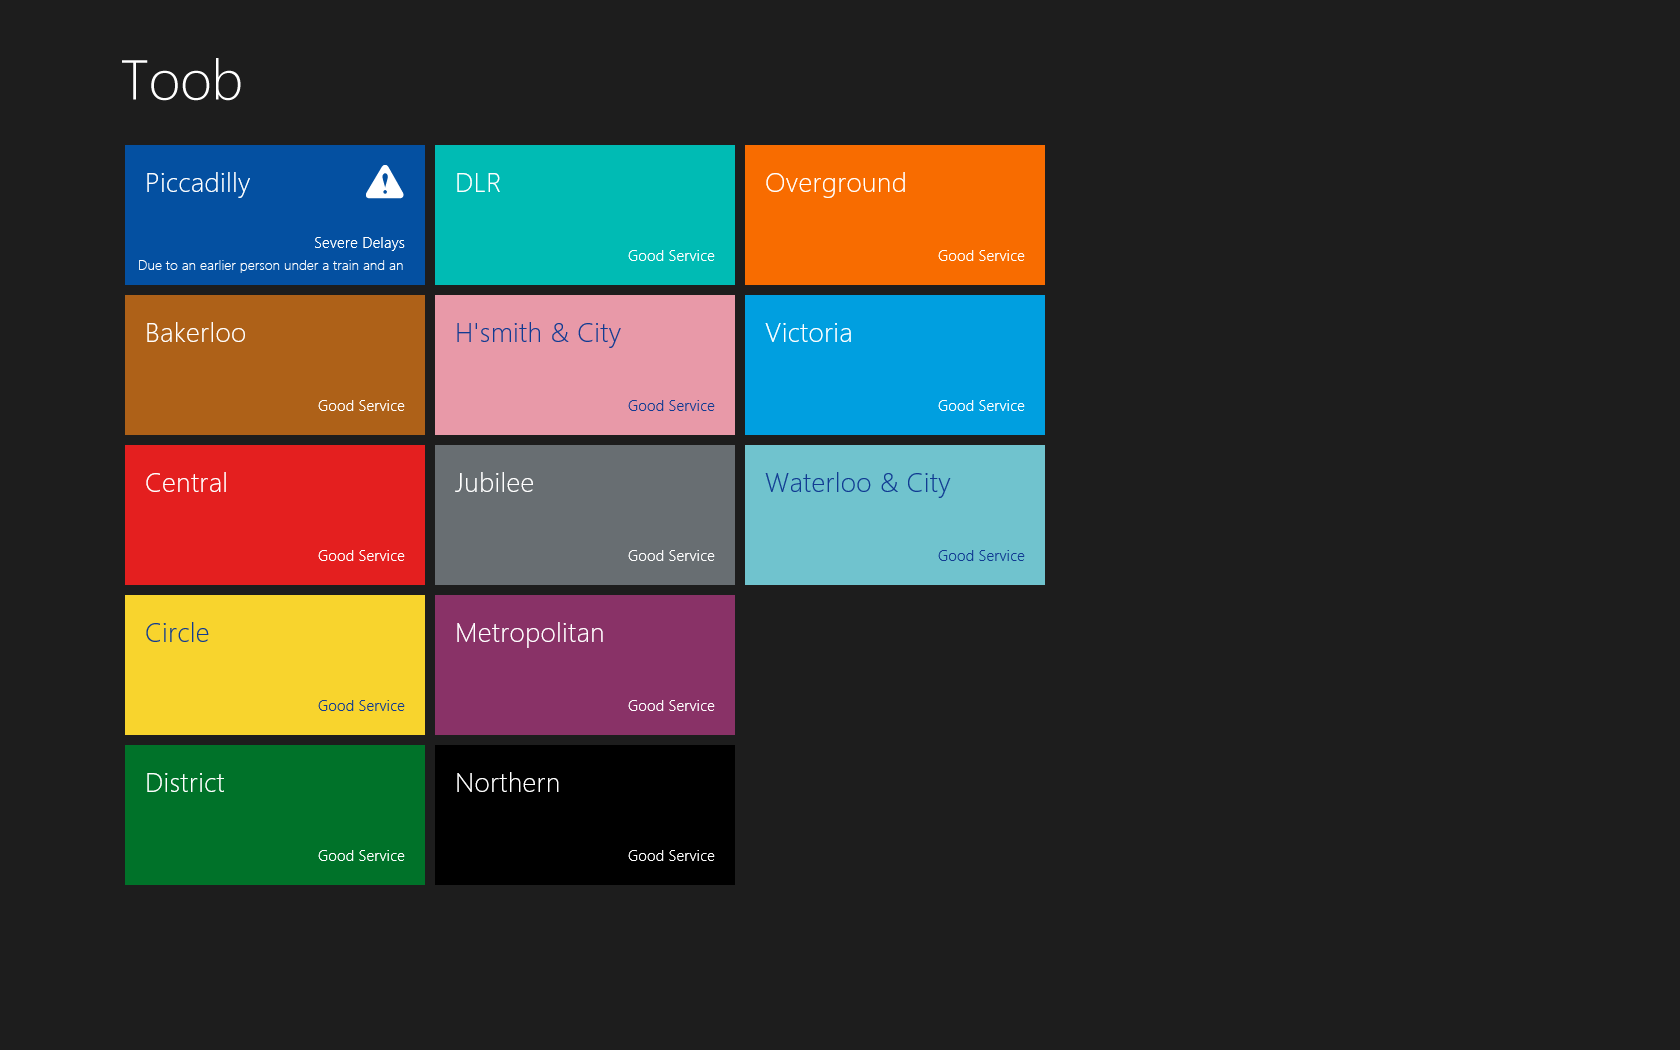 Toob
Piccadilly
Severe Delays
Due to an earlier person under a train and an
Bakerloo
Good Service
Central
Good Service
Circle
Good Service
District
Good Service
DLR
Good Service
H'smith & City
Good Service
Jubilee
Good Service
Metropolitan
Good Service
Northern
Good Service
Overground
Good Service
Victoria
Good Service
Waterloo & City
Good Service